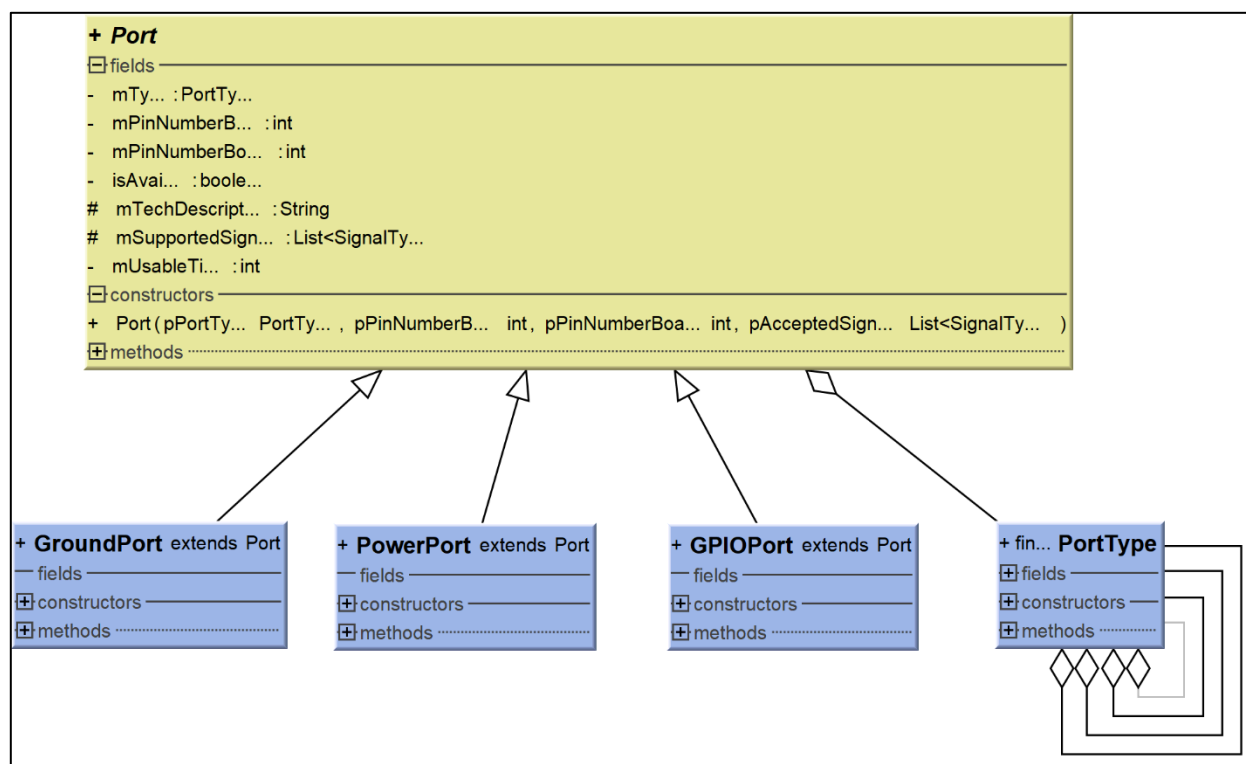 + Port
fields
- mTy... :PortTy...
- mPinNumberB... :int
- mPinNumberBo... :int
- isAvai... :boole...
# mTechDescript... :String
# mSupportedSign... :List<SignalTy...
- mUsableTi... :int
constructors
+ Port(pPortTy... PortTy... , pPinNumberB... int, pPinNumberBoa... int, pAcceptedSign... List<SignalTy... )
methods
+ GroundPort extends Port
fields
constructors
methods
+ PowerPort extends Port
fields
constructors
methods
+ GPIOPort extends Port
fields
constructors
methods
+ fin... PortType
fields
constructors
methods